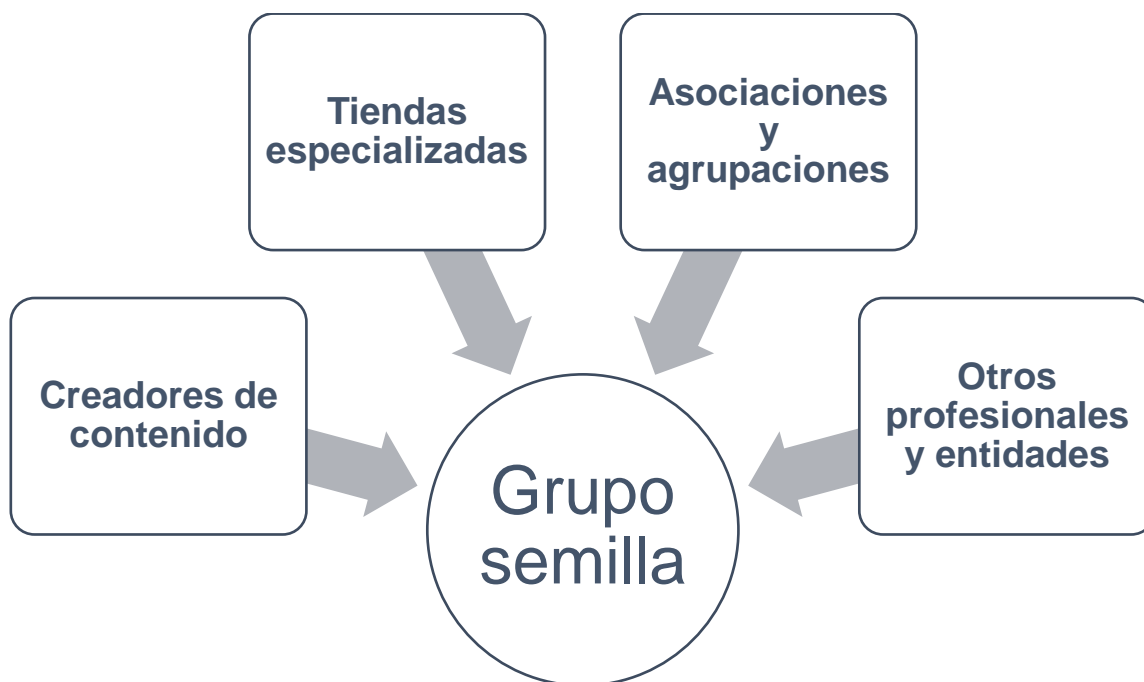 Tiendas
especializadas
Asociaciones
y
agrupaciones
Creadores de
contenido
Otros
profesionales
y entidades
Grupo
semilla